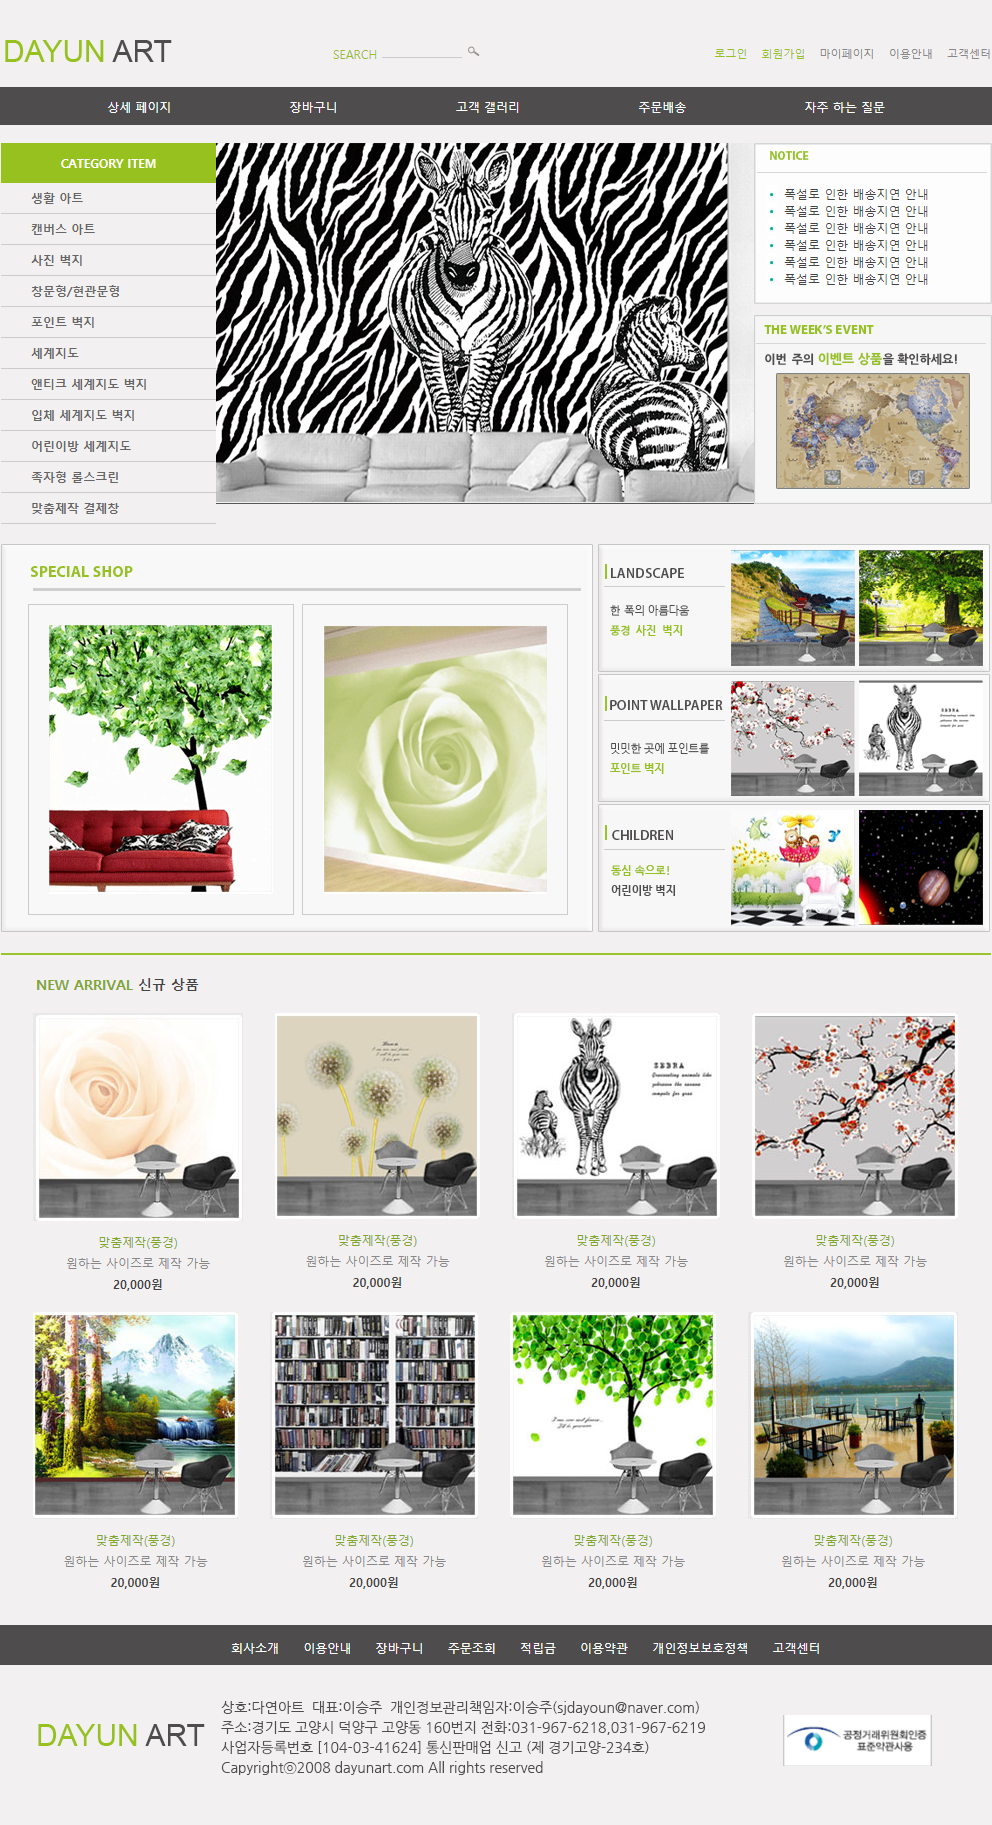 DAYUN ART
SEARCH
로그인 회원가입 마이페이지 이용안내 고객센터
상세 페이지 장바구니 고객 갤러리 주문배송 자주 하는 질문
CATEGORY ITEM
생활 아트
캔버스 아트
사진 벽지
창문형/현관문형
포인트 벽지
세계지도
앤티크 세계지도 벽지
입체 세계지도 벽지
어린이방 세계지도
족자형 롤스크린
맞춤제작 결제창
NOTICE
폭설로 인한 배송지연 안내
폭설로 인한 배송지연 안내
폭설로 인한 배송지연 안내
폭설로 인한 배송지연 안내
폭설로 인한 배송지연 안내
폭설로 인한 배송지연 안내
THE WEEK'S EVENT
이번 주의 이벤트 상품을 확인하세요!
SPECIAL SHOP
LANDSCAPE
한 폭의 아름다움
풍경 사진 벽지
POINT WALLPAPER
밋밋한 곳에 포인트를
포인트 벽지
ZEBRA
CHILDREN
동심 속으로!
어린이방 벽지
NEW ARRIVAL 신규 상품
ZEBRA
맞춤제작(풍경)
원하는 사이즈로 제작 가능
20,000원
맞춤제작(풍경)
원하는 사이즈로 제작 가능
20,000원
맞춤제작(풍경)
원하는 사이즈로 제작 가능
20,000원
맞춤제작(풍경)
원하는 사이즈로 제작 가능
20,000원
맞춤제작(풍경)
원하는 사이즈로 제작 가능
20,000원
맞춤제작(풍경)
원하는 사이즈로 제작 가능
20,000원
맞춤제작(풍경)
원하는 사이즈로 제작 가능
20,000원
맞춤제작(풍경)
원하는 사이즈로 제작 가능
20,000원
회사소개 이용안내 장바구니 주문조회 적립금 이용약관 개인정보보호정책 고객센터
DAYUN ART
상호:다연아트 대표:이승주 개인정보관리책임자:이승주(sjdayoun@naver.com)
주소:경기도 고양시 덕양구 고양동 160번지 전화:031-967-6218,031-967-6219
사업자등록번호 [104-03-41624] 통신판매업 신고 (제 경기고양-234호)
Capyrightⓒ2008 dayunart.com All rights reserved
공정거래위원회인증
표준약관사용